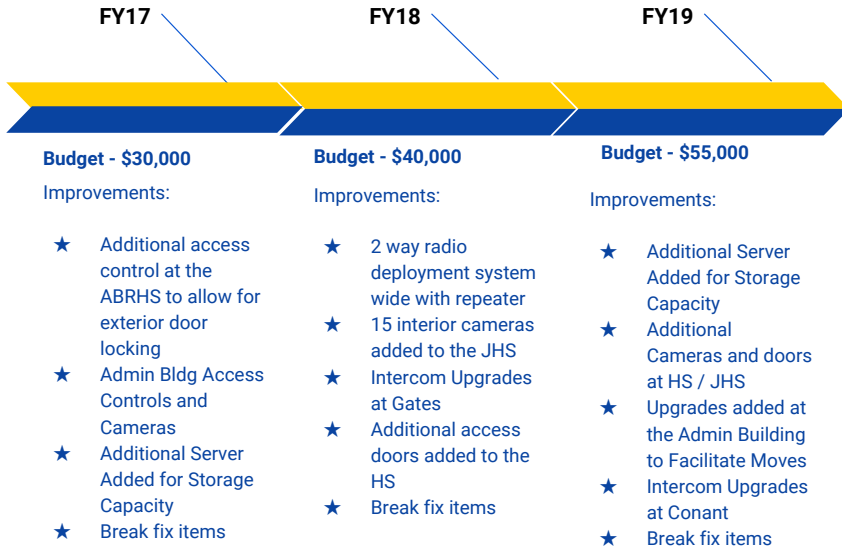 FY17
Budget - $30,000
Improvements:
★ Additional access
control at the
ABRHS to allow for
exterior door
locking
★ Admin Bldg Access
Controls and
Cameras
★ Additional Server
Added for Storage
Capacity
★ Break fix items
FY18
Budget - $40,000
Improvements:
★ 2 way radio
deployment system
wide with repeater
★ 15 interior cameras
added to the JHS
★ Intercom Upgrades
at Gates
★ Additional access
doors added to the
HS
★ Break fix items
FY19
Budget - $55,000
Improvements:
★ Additional Server
Added for Storage
Capacity
★ Additional
Cameras and doors
at HS / JHS
★ Upgrades added at
the Admin Building
to Facilitate Moves
★ Intercom Upgrades
at Conant
★ Break fix items